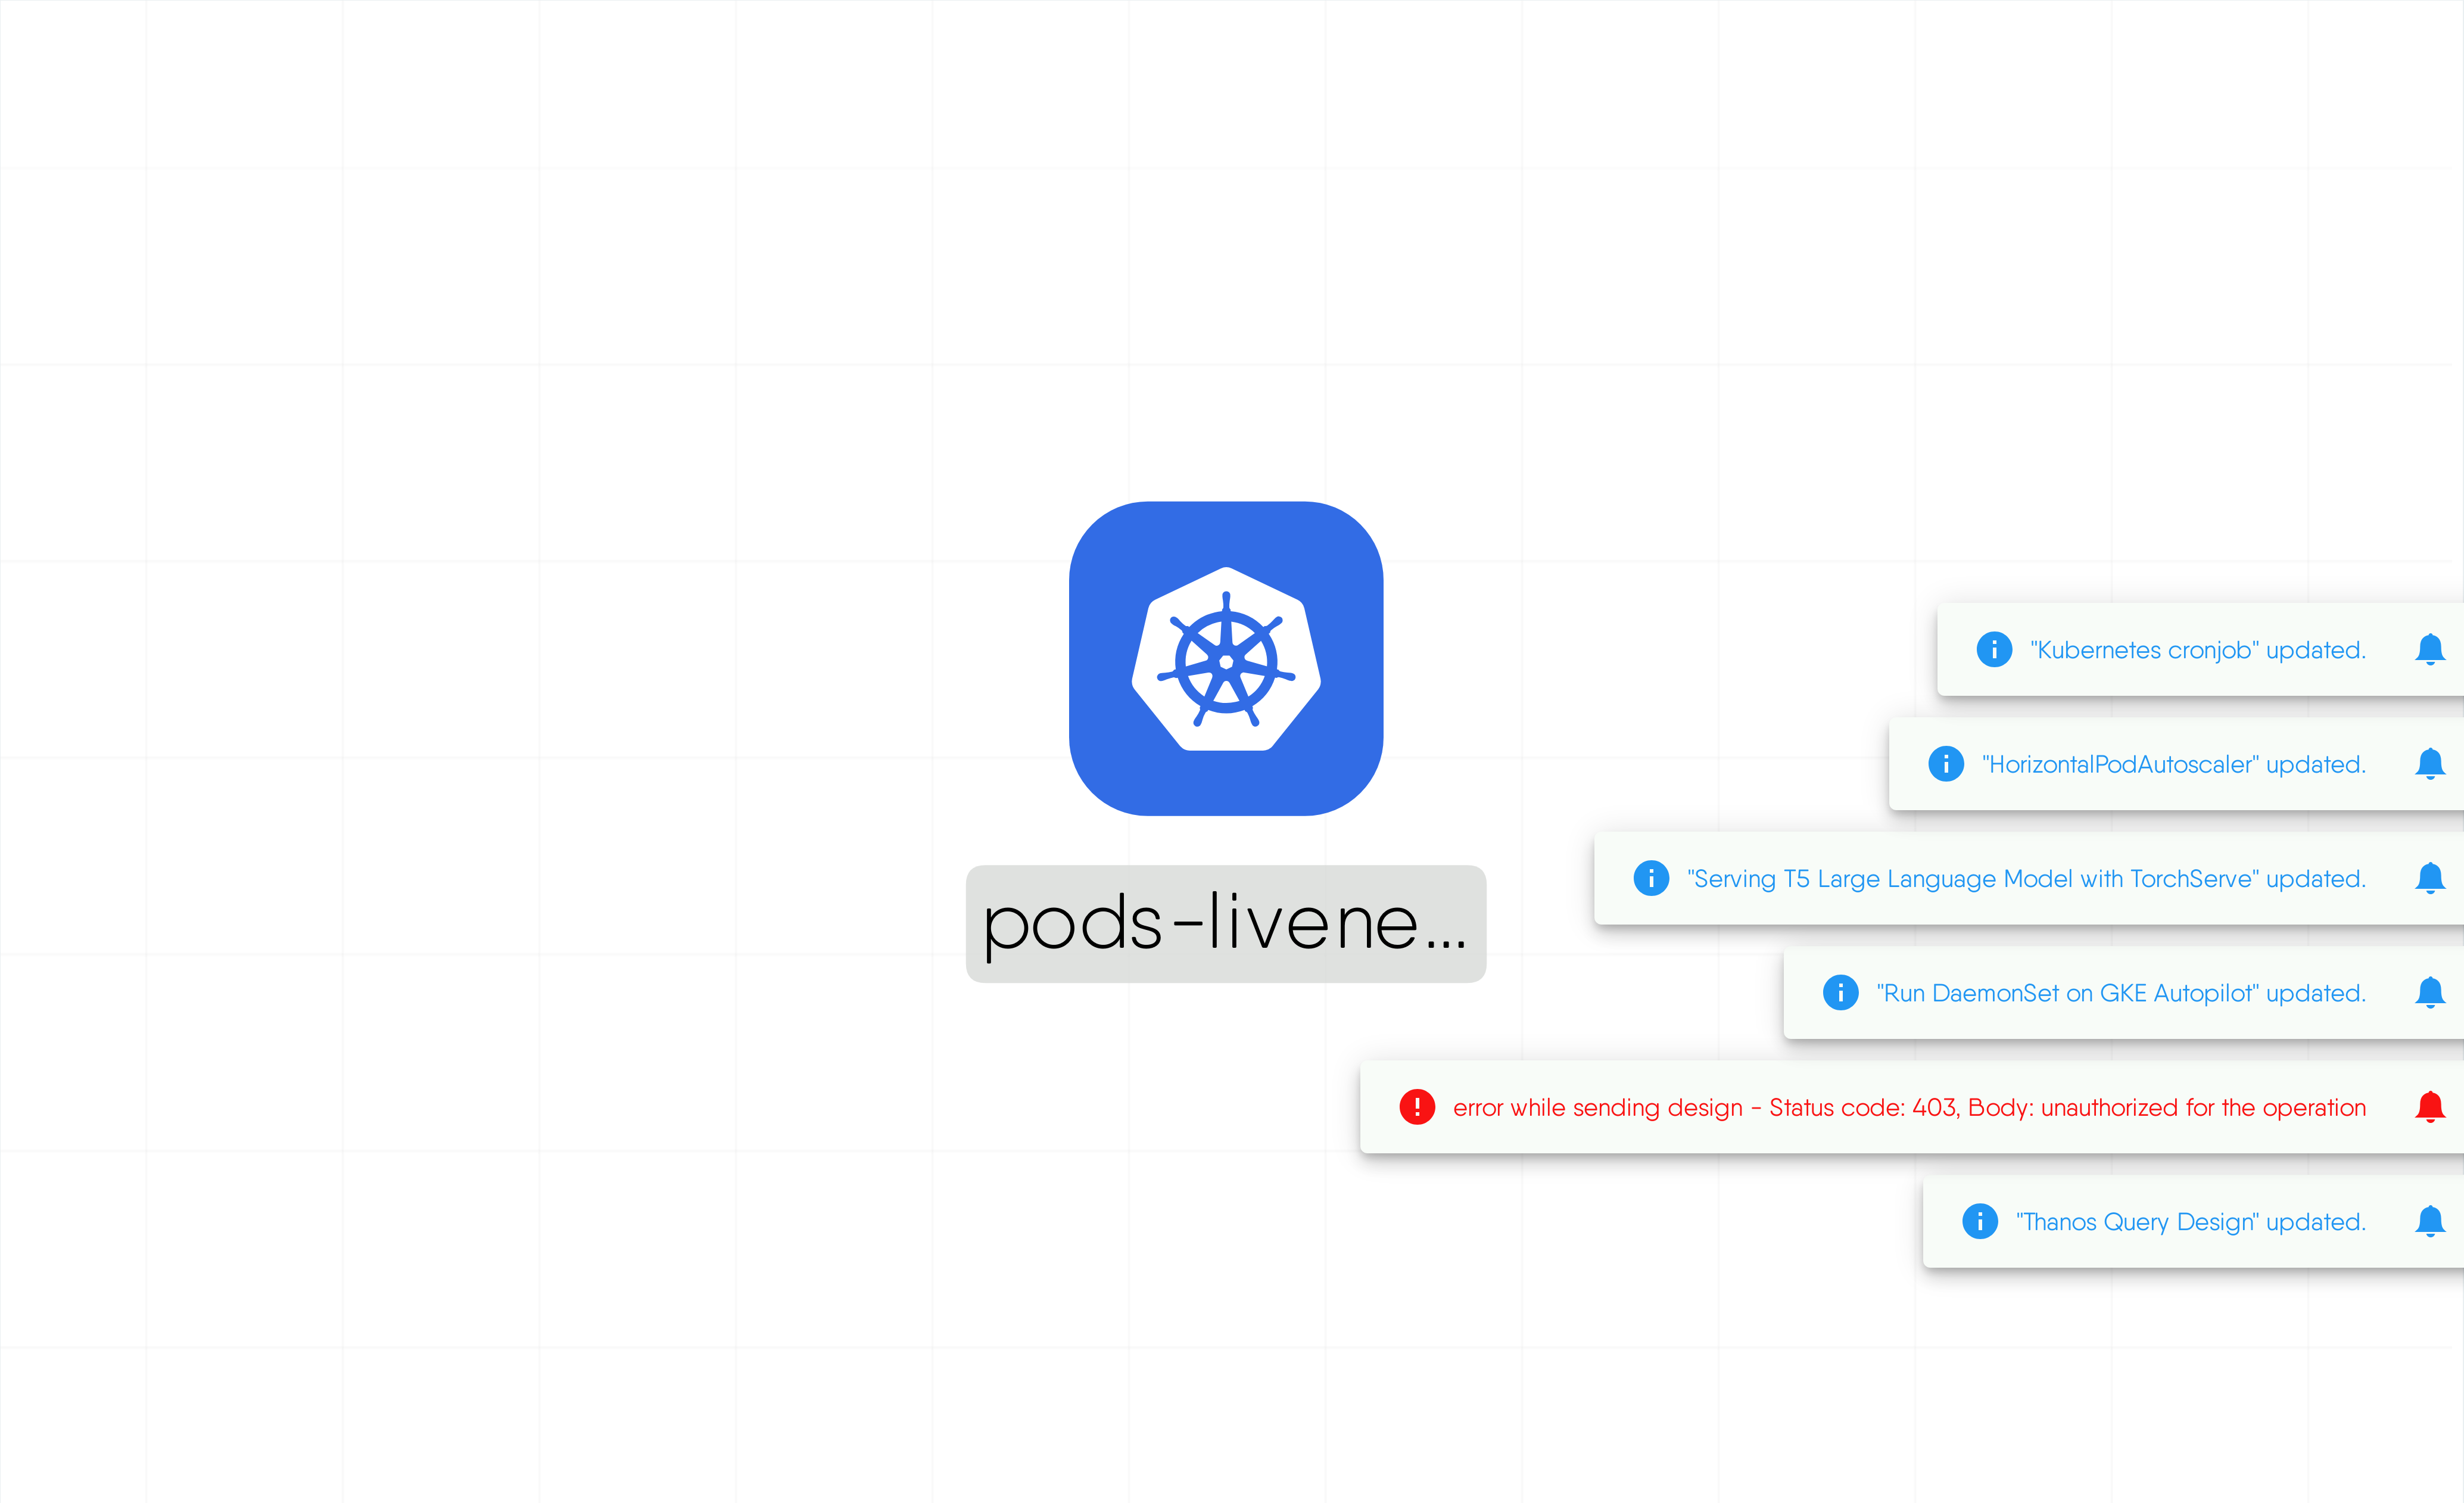 pods-livene...
"Kubernetes cronjob" updated.
"HorizontalPodAutoscaler" updated.
"Serving T5 Large Language Model with TorchServe" updated.
"Run DaemonSet on GKE Autopilot" updated.
error while sending design - Status code: 403, Body: unauthorized for the operation
"Thanos Query Design" updated.